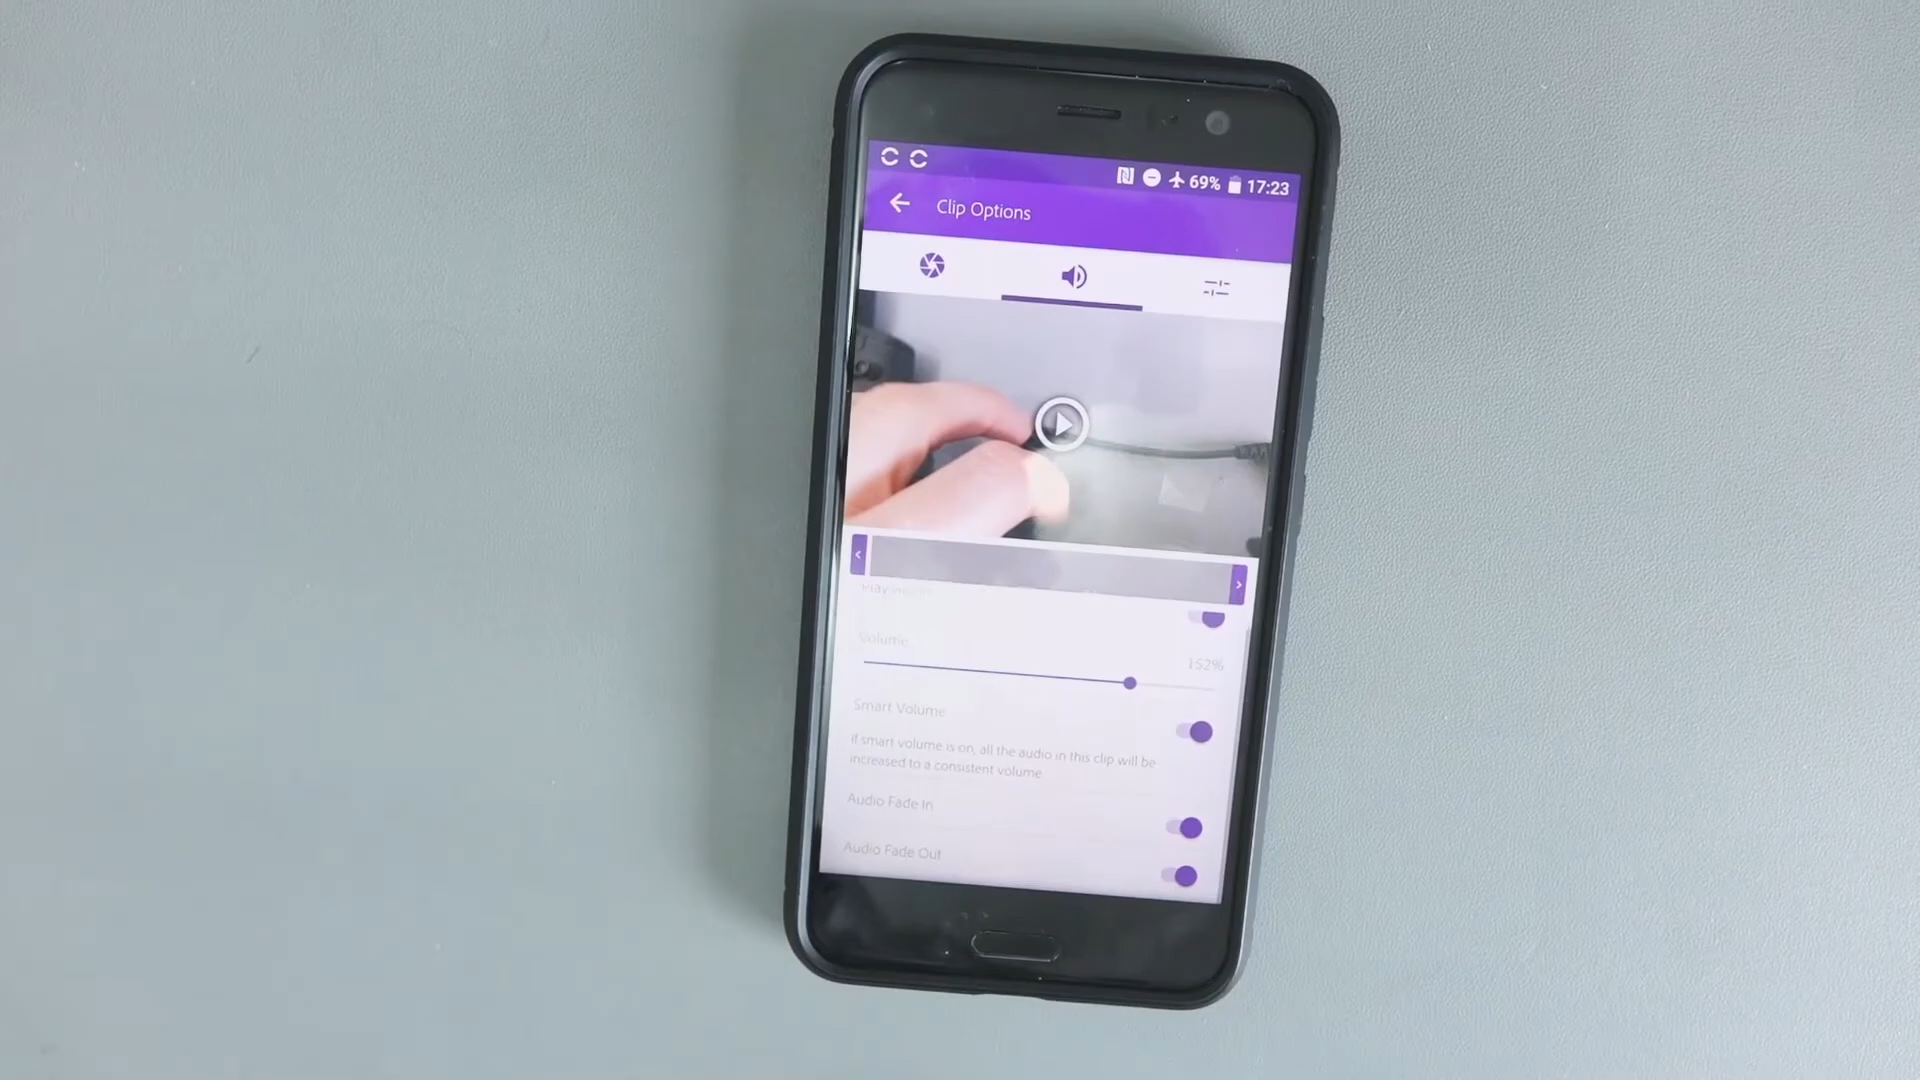 69% 17:23
Clip Options
Volume
152%
Smart Volume
If smart volume is on, all the audio in this clip will be
increased to a consistent volume.
Audio Fade In
Audio Fade Out